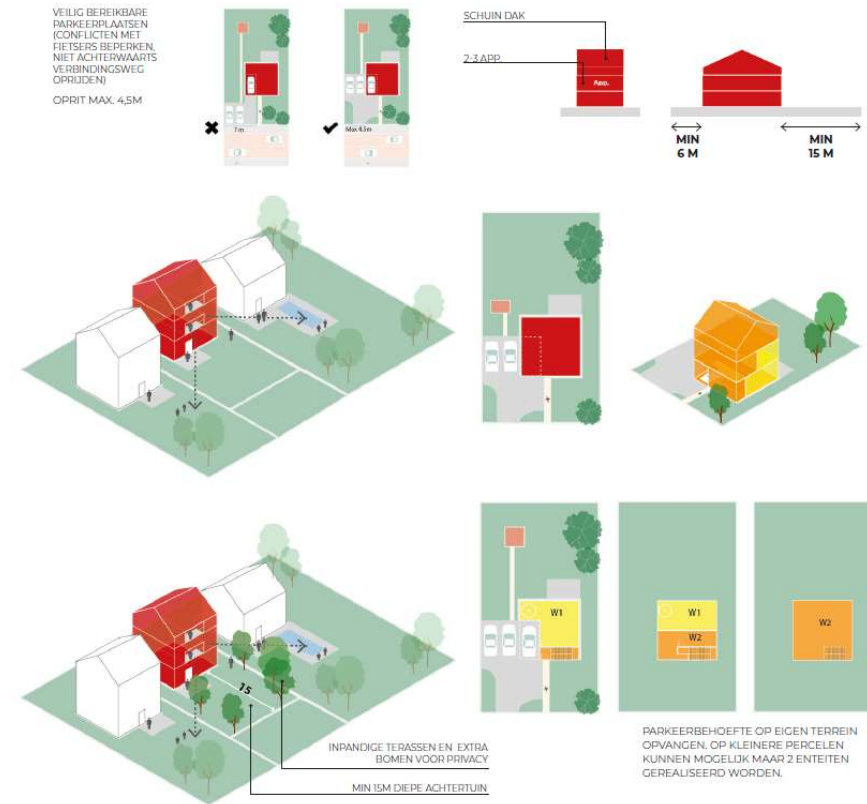 VEILIG BEREIKBARE
PARKEERPLAATSEN
(CONFLICTEN MET
FIETSERS BEPERKEN,
NIET ACHTERWAARTS
VERBINDINGSWEG
OPRIJDEN)
OPRIT MAX. 4,5M
7 m
Max 4.5m
SCHUIN DAK
2-3 APP.
App.
MIN
6 M
MIN
15 M
15
INPANDIGE TERASSEN EN EXTRA
BOMEN VOOR PRIVACY
MIN 15M DIEPE ACHTERTUIN
W1
W1
W2
W2
PARKEERBEHOEFTE OP EIGEN TERREIN
OPVANGEN. OP KLEINERE PERCELEN
KUNNEN MOGELIJK MAAR 2 ENTEITEN
GEREALISEERD WORDEN.